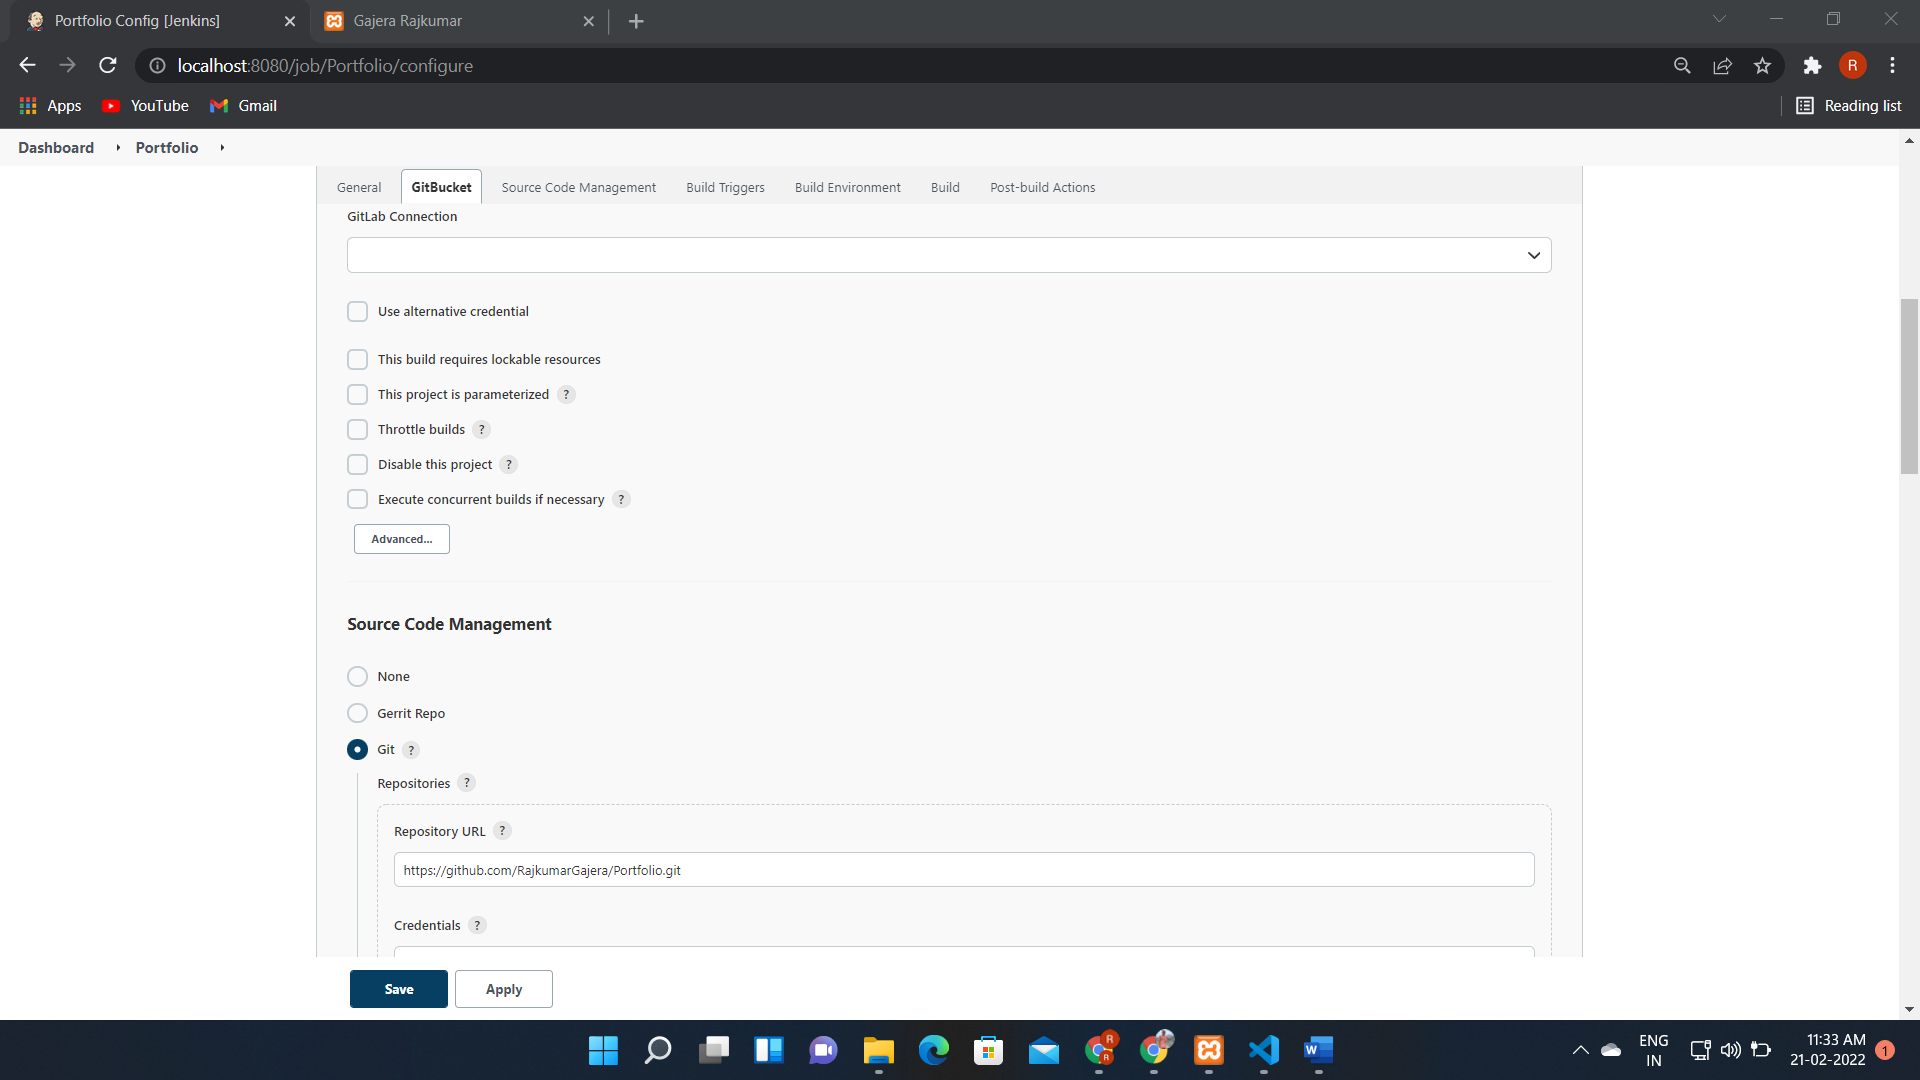 Portfolio Config [Jenkins]
Gajera Rajkumar
localhost:8080/job/Portfolio/configure
R
Apps
YouTube
Gmail
Reading list
Dashboard
Portfolio
General
GitBucket
Source Code Management
Build Triggers
Build Environment
Build
Post-build Actions
GitLab Connection
Use alternative credential
This build requires lockable resources
This project is parameterized ?
Throttle builds ?
Disable this project ?
Execute concurrent builds if necessary ?
Advanced...
Source Code Management
None
Gerrit Repo
Git ?
Repositories ?
Repository URL ?
https://github.com/RajkumarGajera/Portfolio.git
Credentials ?
Save
Apply
R
R
W
ENG
IN
11:33 AM
21-02-2022
1